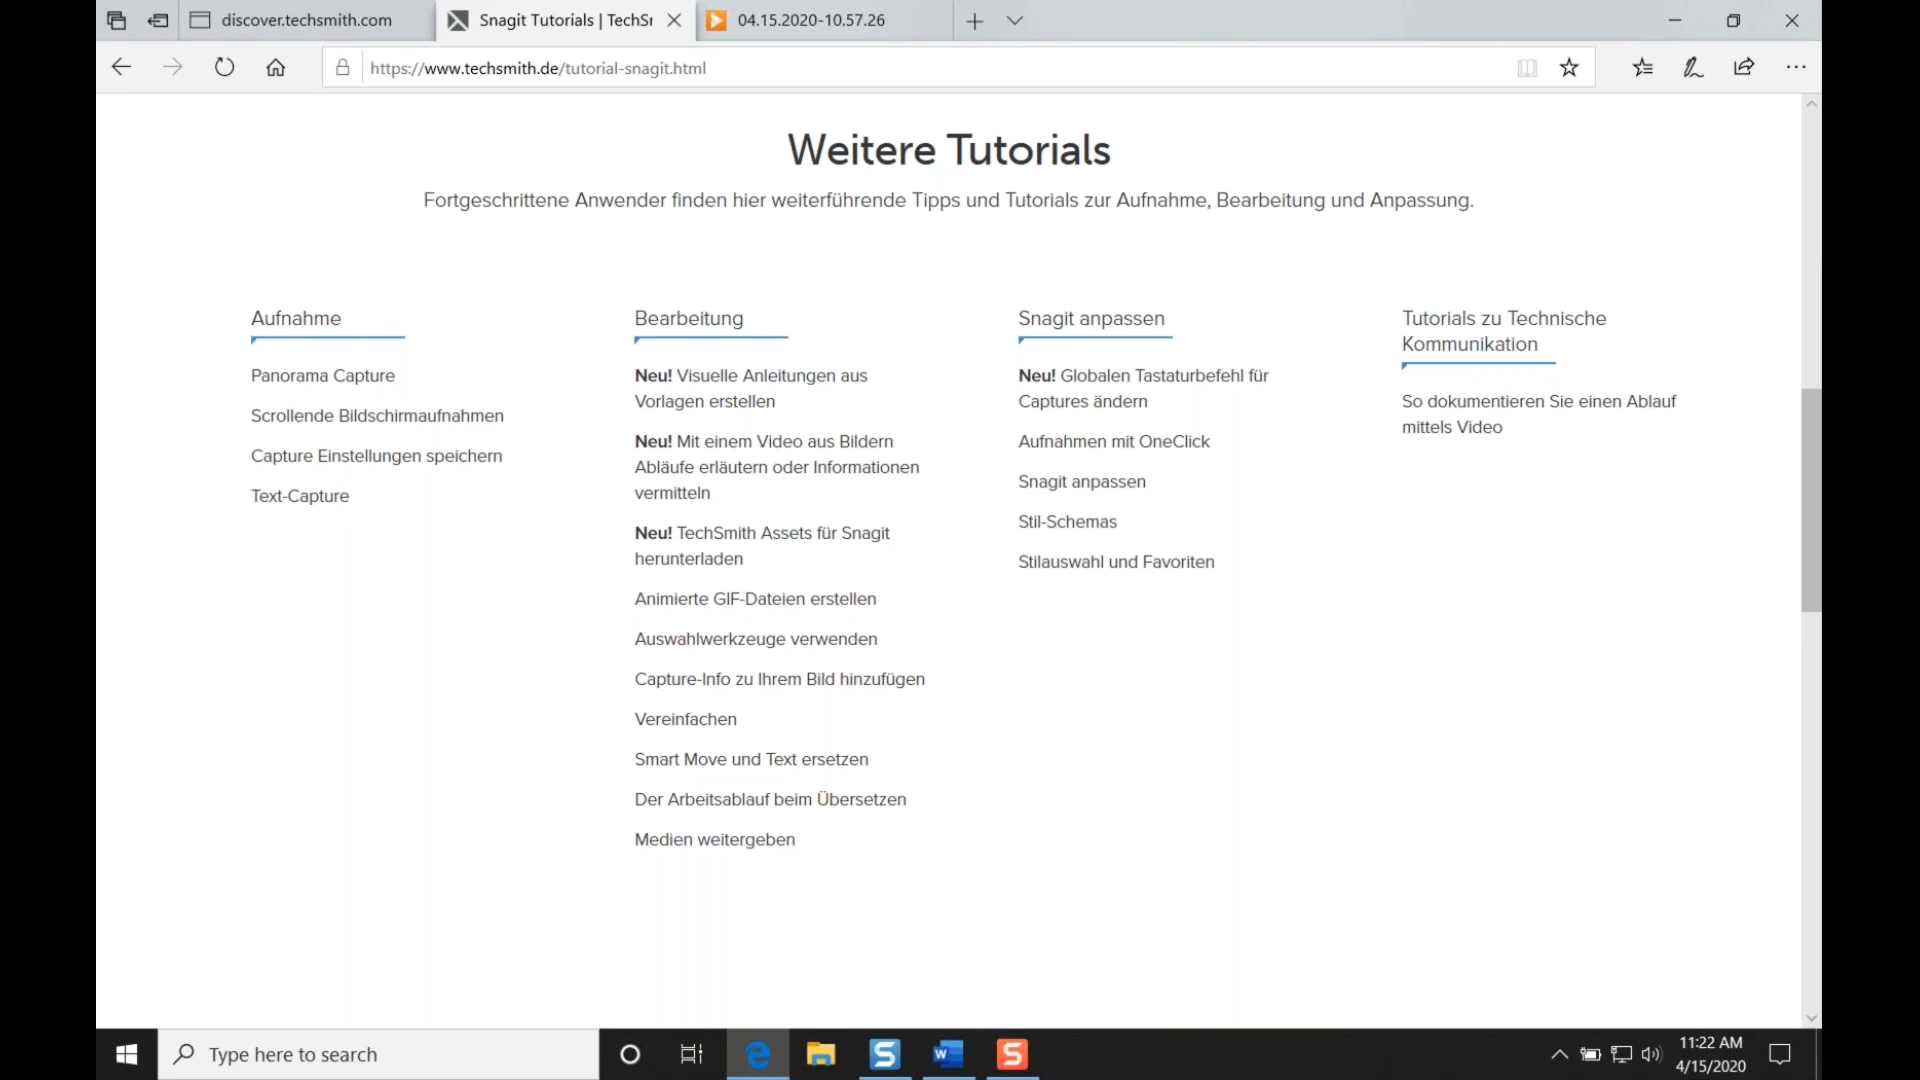 discover.techsmith.com
Snagit Tutorials | TechSr
04.15.2020-10.57.26
https://www.techsmith.de/tutorial-snagit.html
Weitere Tutorials
Fortgeschrittene Anwender finden hier weiterführende Tipps und Tutorials zur Aufnahme, Bearbeitung und Anpassung.
Aufnahme
Panorama Capture
Scrollende Bildschirmaufnahmen
Capture Einstellungen speichern
Text-Capture
Bearbeitung
Neu! Visuelle Anleitungen aus
Vorlagen erstellen
Neu! Mit einem Video aus Bildern
Abläufe erläutern oder Informationen
vermitteln
Neu! TechSmith Assets für Snagit
herunterladen
Animierte GIF-Dateien erstellen
Auswahlwerkzeuge verwenden
Capture-Info zu Ihrem Bild hinzufügen
Vereinfachen
Smart Move und Text ersetzen
Der Arbeitsablauf beim Übersetzen
Medien weitergeben
Snagit anpassen
Neu! Globalen Tastaturbefehl für
Captures ändern
Aufnahmen mit OneClick
Snagit anpassen
Stil-Schemas
Stilauswahl und Favoriten
Tutorials zu Technische
Kommunikation
So dokumentieren Sie einen Ablauf
mittels Video
Type here to search
11:22 AM
4/15/2020